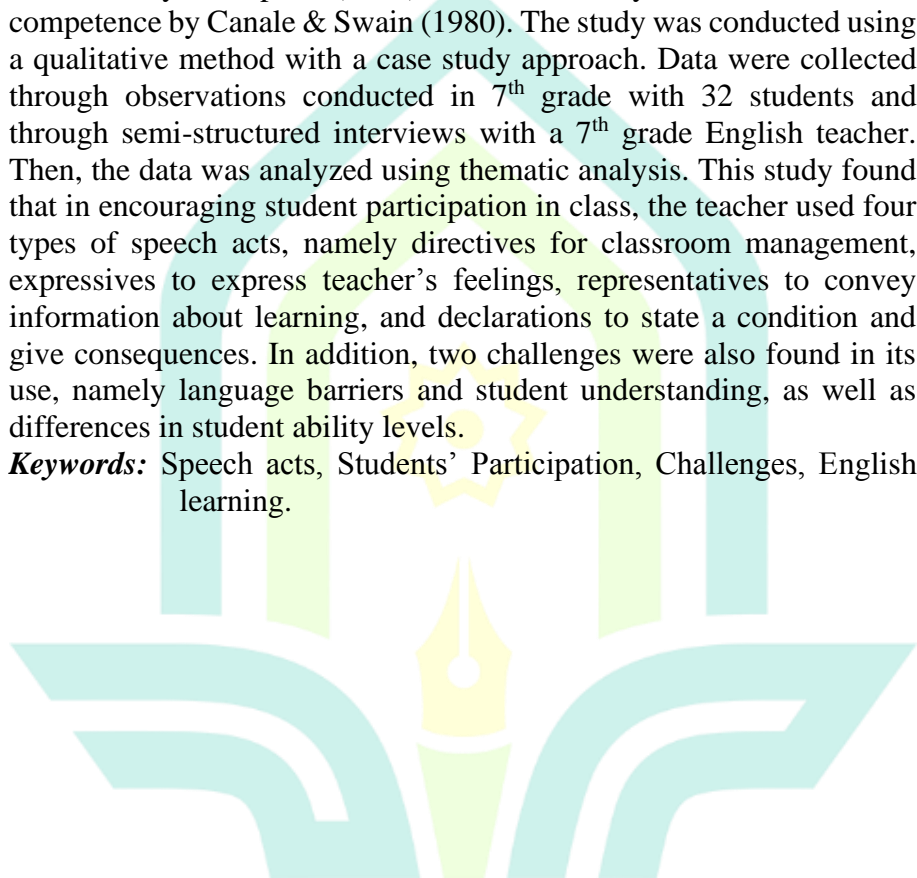 competence by Canale & Swain (1980). The study was conducted using
a qualitative method with a case study approach. Data were collected
through observations conducted in 7th grade with 32 students and
through semi-structured interviews with a 7th grade English teacher.
Then, the data was analyzed using thematic analysis. This study found
that in encouraging student participation in class, the teacher used four
types of speech acts, namely directives for classroom management,
expressives to express teacher's feelings, representatives to convey
information about learning, and declarations to state a condition and
give consequences. In addition, two challenges were also found in its
use, namely language barriers and student understanding, as well as
differences in student ability levels.
Keywords: Speech acts, Students' Participation, Challenges, English
learning.